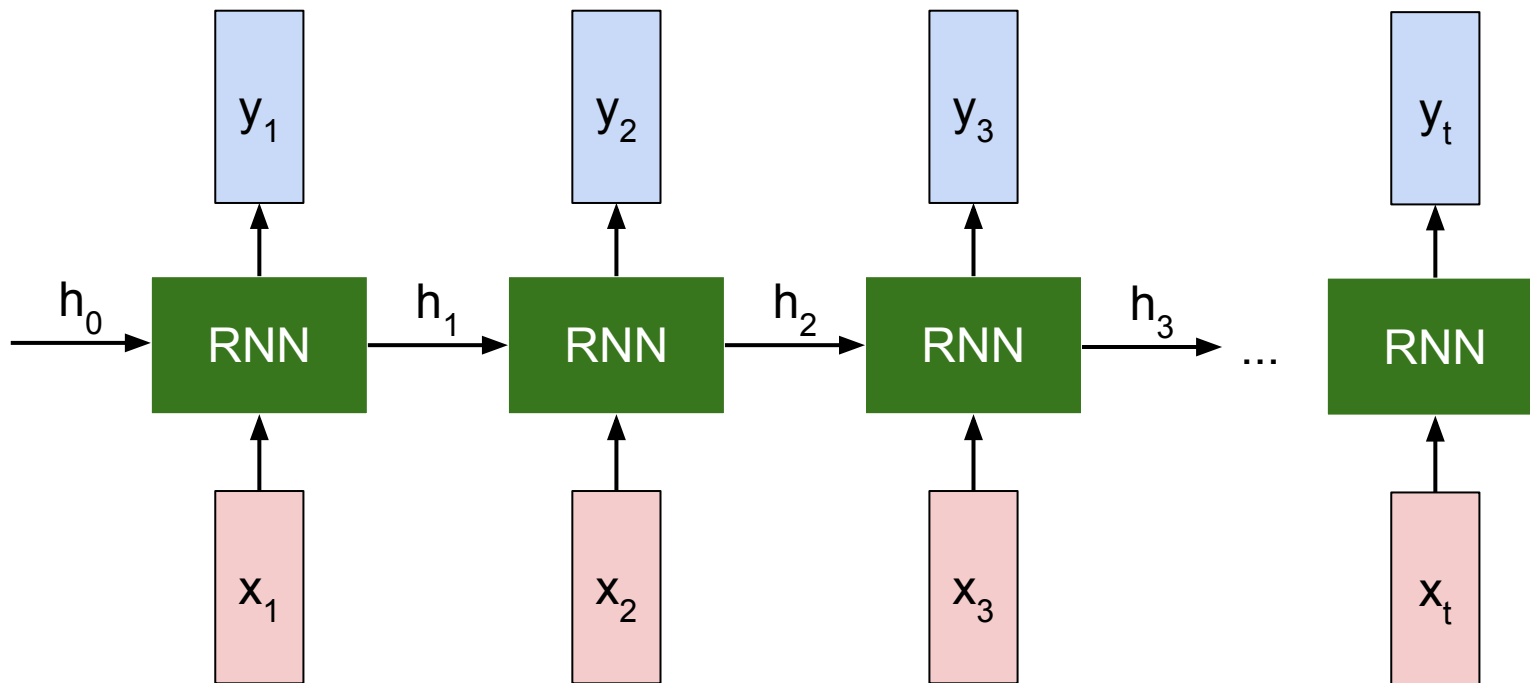 y₁ y₂ y₃ yₜ
h₀ RNN h₁ RNN h₂ RNN h₃ ... RNN
x₁ x₂ x₃ xₜ